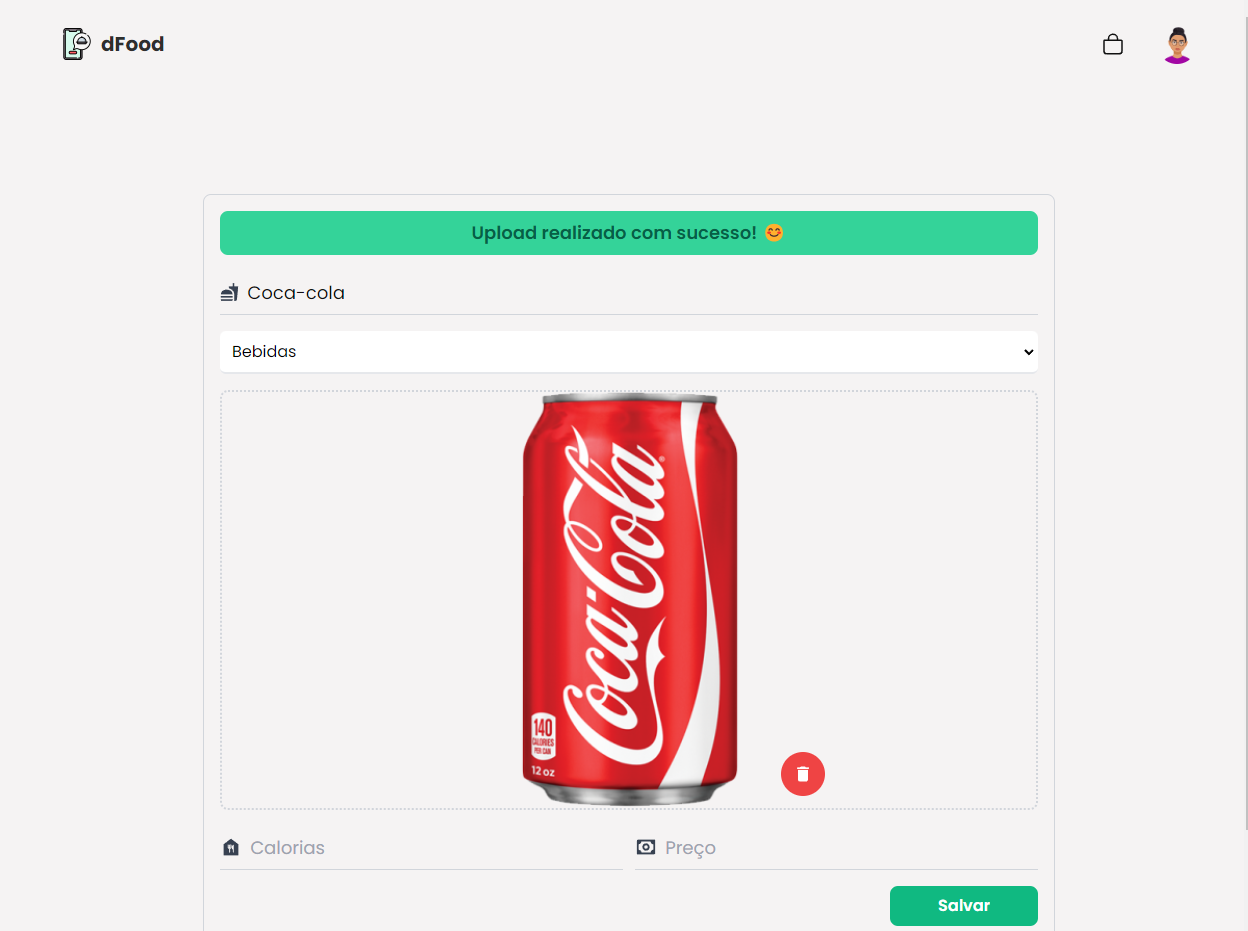 dFood
Upload realizado com sucesso! 😊
Coca-cola
Bebidas
Coca-Cola
140
CALORIES
PER CAN
12 oz
Calorias
Preço
Salvar